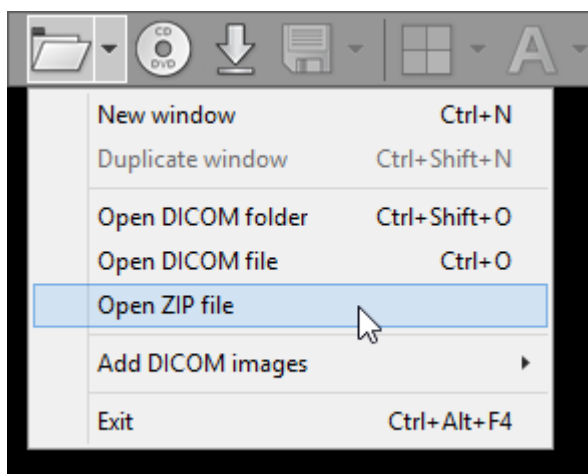 CD
DVD
A
New window Ctrl+N
Duplicate window Ctrl+Shift+N
Open DICOM folder Ctrl+Shift+O
Open DICOM file Ctrl+O
Open ZIP file
Add DICOM images
Exit Ctrl+Alt+F4